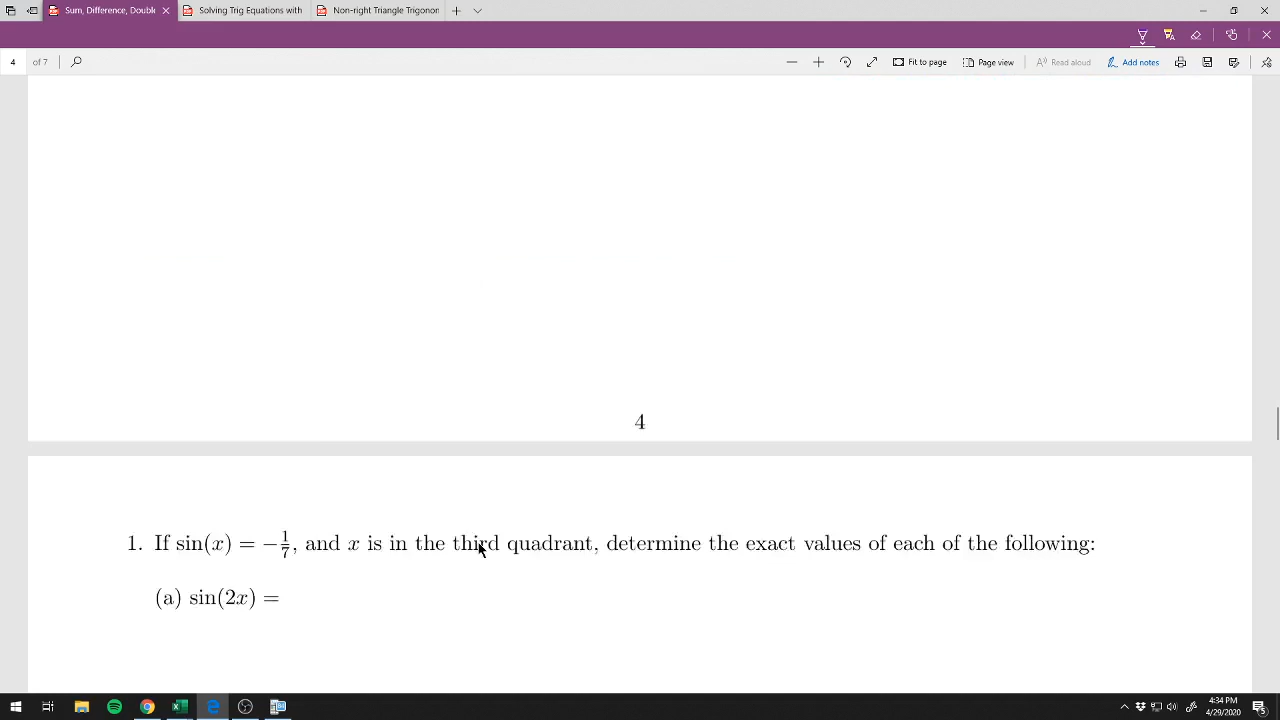 Sum, Difference, Doubl
Solving Trig Equations with
Non-right Triangle Trigonom
4 of 7
Fit to page
Page view
Read aloud
Add notes
4
1. If sin(x) = −1/7, and x is in the third quadrant, determine the exact values of each of the following:
(a) sin(2x) =
4:34 PM
4/29/2020